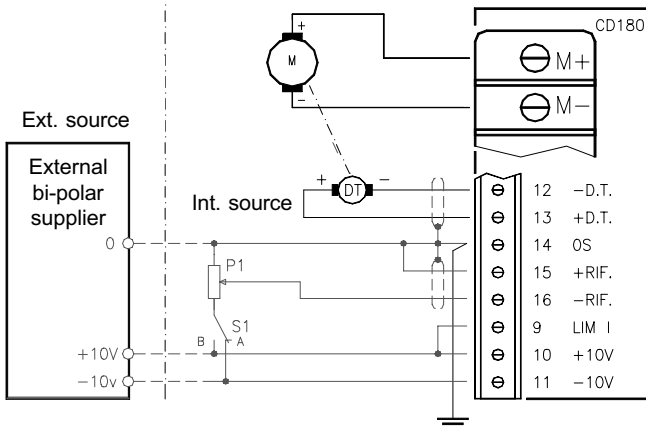 CD180
+
M
M+
-
M-
Ext. source
External
bi-polar
supplier
Int. source
+ DT -
12 -D.T.
13 +D.T.
0
14 0S
P1
15 +RIF.
16 -RIF.
S1
B A
9 LIM I
+10V
10 +10V
-10v
11 -10V